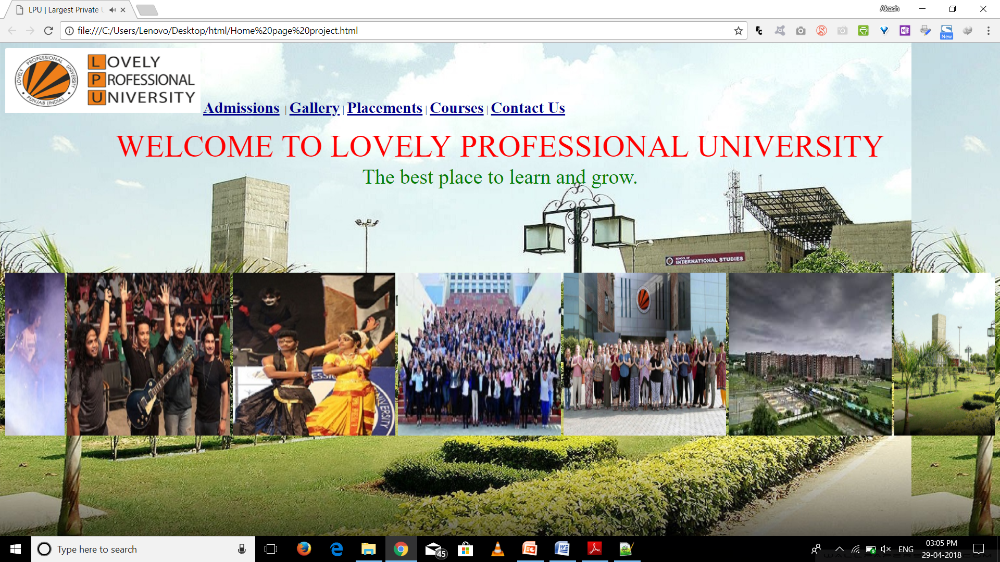 LPU | Largest Private U
Akash
file:///C:/Users/Lenovo/Desktop/html/Home%20page%20project.html
New
LOVELY PROFESSIONAL UNIVERSITY
PUNJAB (INDIA)
LOVELY
PROFESSIONAL
UNIVERSITY
Admissions | Gallery | Placements | Courses | Contact Us
WELCOME TO LOVELY PROFESSIONAL UNIVERSITY
The best place to learn and grow.
SCHOOL OF
INTERNATIONAL STUDIES
UNIVERSITY
Type here to search
45
ENG
03:05 PM
29-04-2018